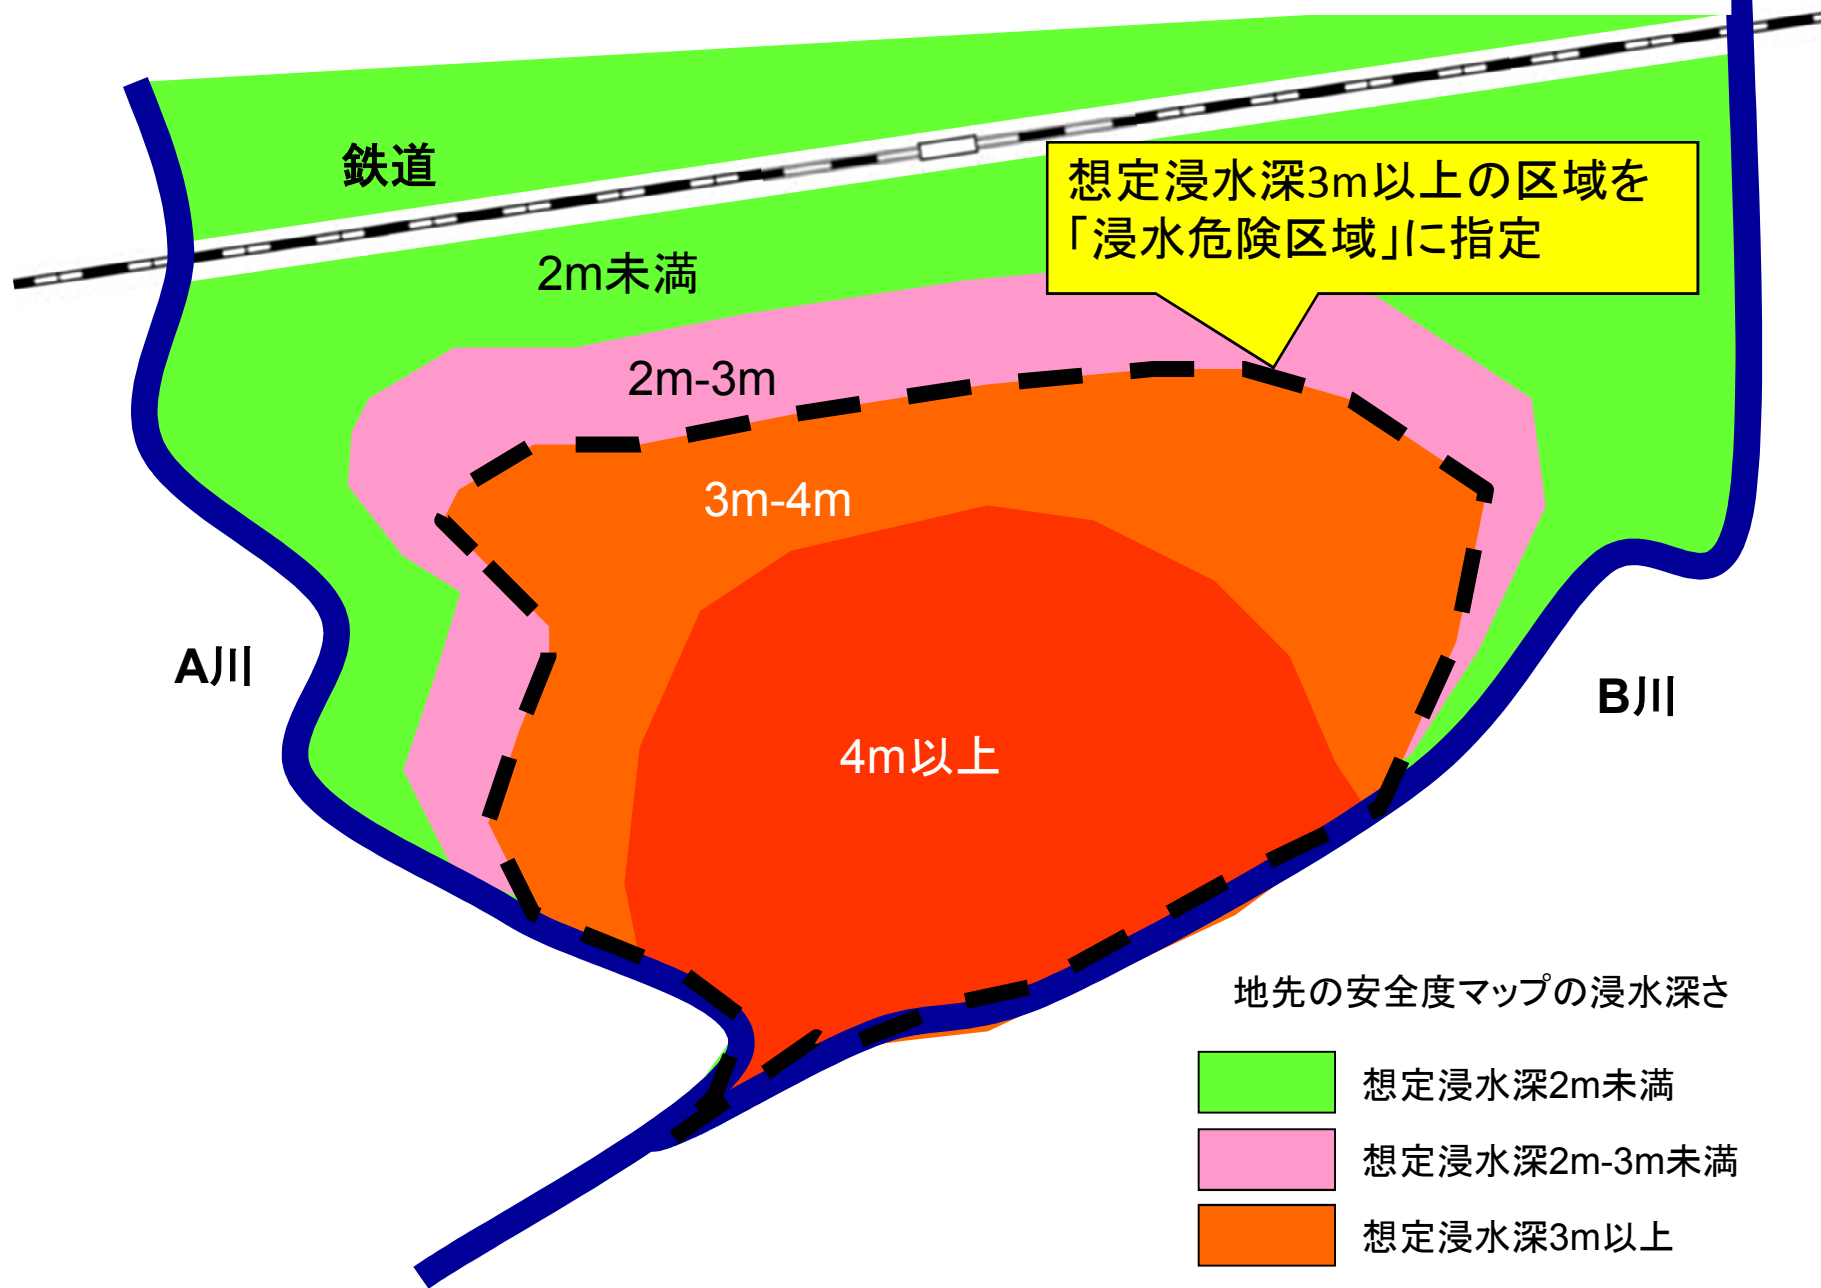 鉄道
想定浸水深3m以上の区域を
「浸水危険区域」に指定
2m未満
2m-3m
3m-4m
A川
B川
4m以上
地先の安全度マップの浸水深さ
想定浸水深2m未満
想定浸水深2m-3m未満
想定浸水深3m以上